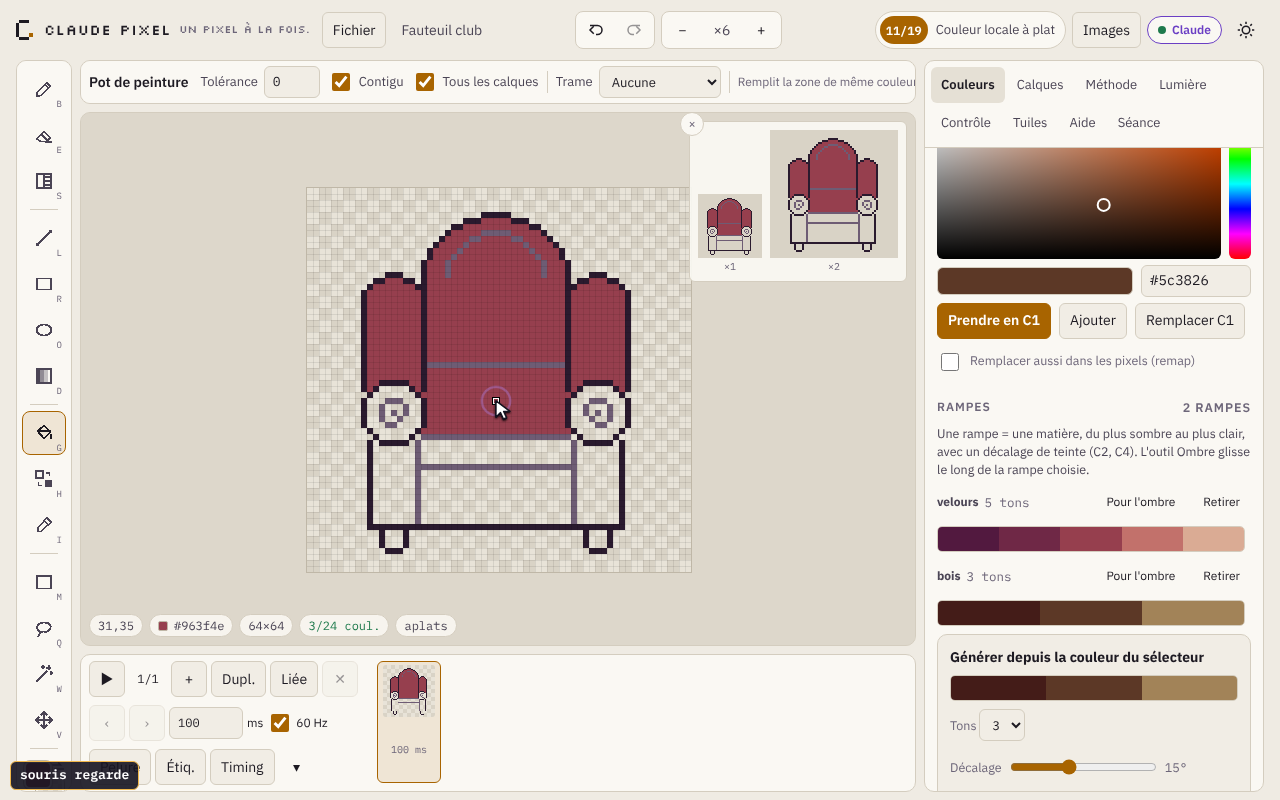 CLAUDE PIXEL UN PIXEL À LA FOIS. Fichier Fauteuil club − ×6 + 11/19 Couleur locale à plat Images Claude
Pot de peinture Tolérance 0 Contigu Tous les calques Trame Aucune Remplit la zone de même couleur
B
E
S
L
R
O
D
G
H
I
M
Q
W
V
×
×1 ×2
31,35 #963f4e 64×64 3/24 coul. aplats
1/1 + Dupl. Liée ×
‹ › 100 ms 60 Hz
Étiq. Timing ▼
100 ms
souris regarde
Couleurs Calques Méthode Lumière
Contrôle Tuiles Aide Séance
#5c3826
Prendre en C1 Ajouter Remplacer C1
Remplacer aussi dans les pixels (remap)
RAMPES 2 RAMPES
Une rampe = une matière, du plus sombre au plus clair,
avec un décalage de teinte (C2, C4). L'outil Ombre glisse
le long de la rampe choisie.
velours 5 tons Pour l'ombre Retirer
bois 3 tons Pour l'ombre Retirer
Générer depuis la couleur du sélecteur
Tons 3
Décalage 15°